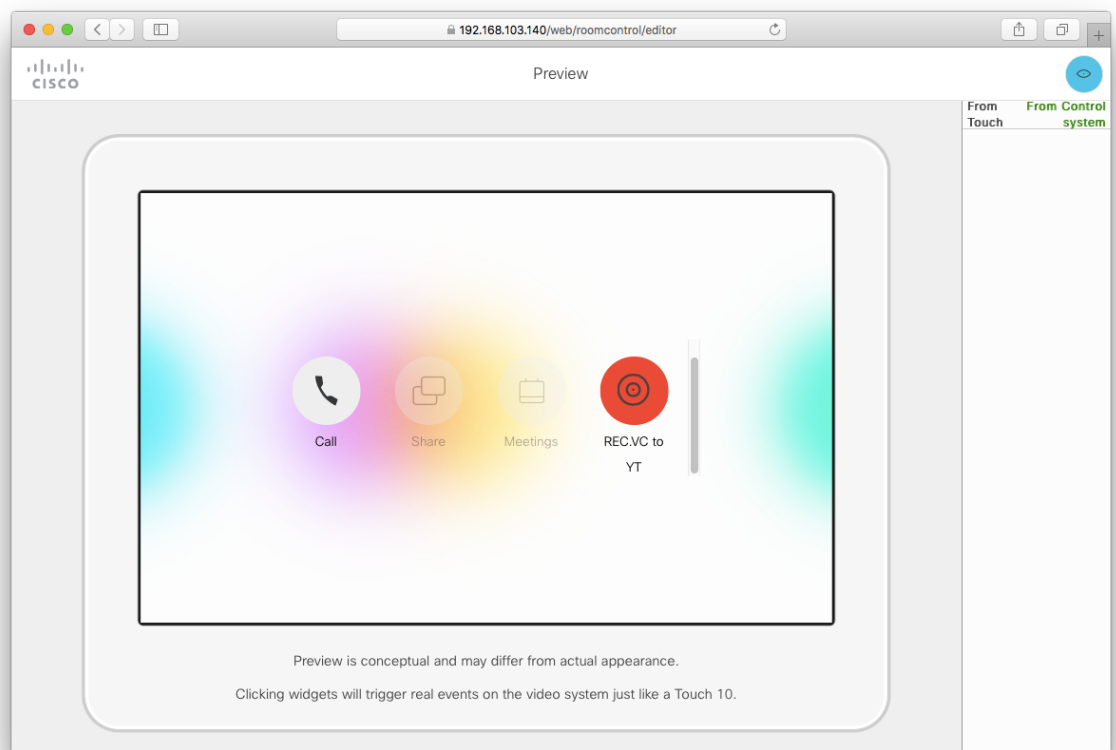 192.168.103.140/web/roomcontrol/editor
CISCO
Preview
From Touch
From Control system
Call
Share
Meetings
REC.VC to
YT
Preview is conceptual and may differ from actual appearance.
Clicking widgets will trigger real events on the video system just like a Touch 10.